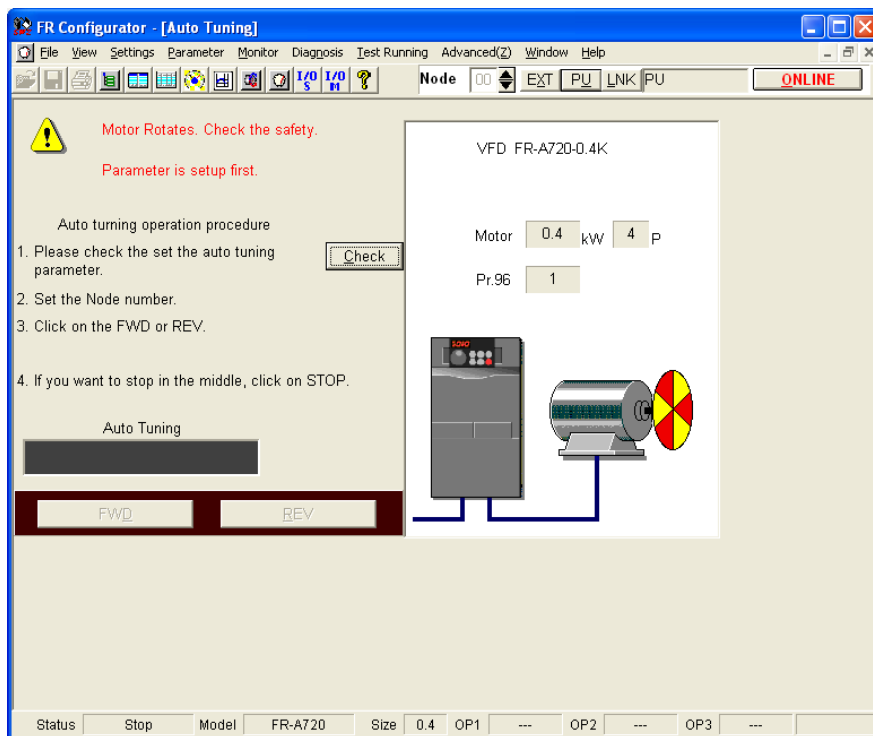 FR Configurator - [Auto Tuning]
File View Settings Parameter Monitor Diagnosis Test Running Advanced(Z) Window Help
I/O S I/O M ? Node 00 EXT PU LNK PU ONLINE
Motor Rotates. Check the safety.
Parameter is setup first.
Auto turning operation procedure
1. Please check the set the auto tuning
parameter.
Check
2. Set the Node number.
3. Click on the FWD or REV.
4. If you want to stop in the middle, click on STOP.
Auto Tuning
FWD REV
VFD FR-A720-0.4K
Motor 0.4 kW 4 P
Pr.96 1
Status Stop Model FR-A720 Size 0.4 OP1 --- OP2 --- OP3 ---